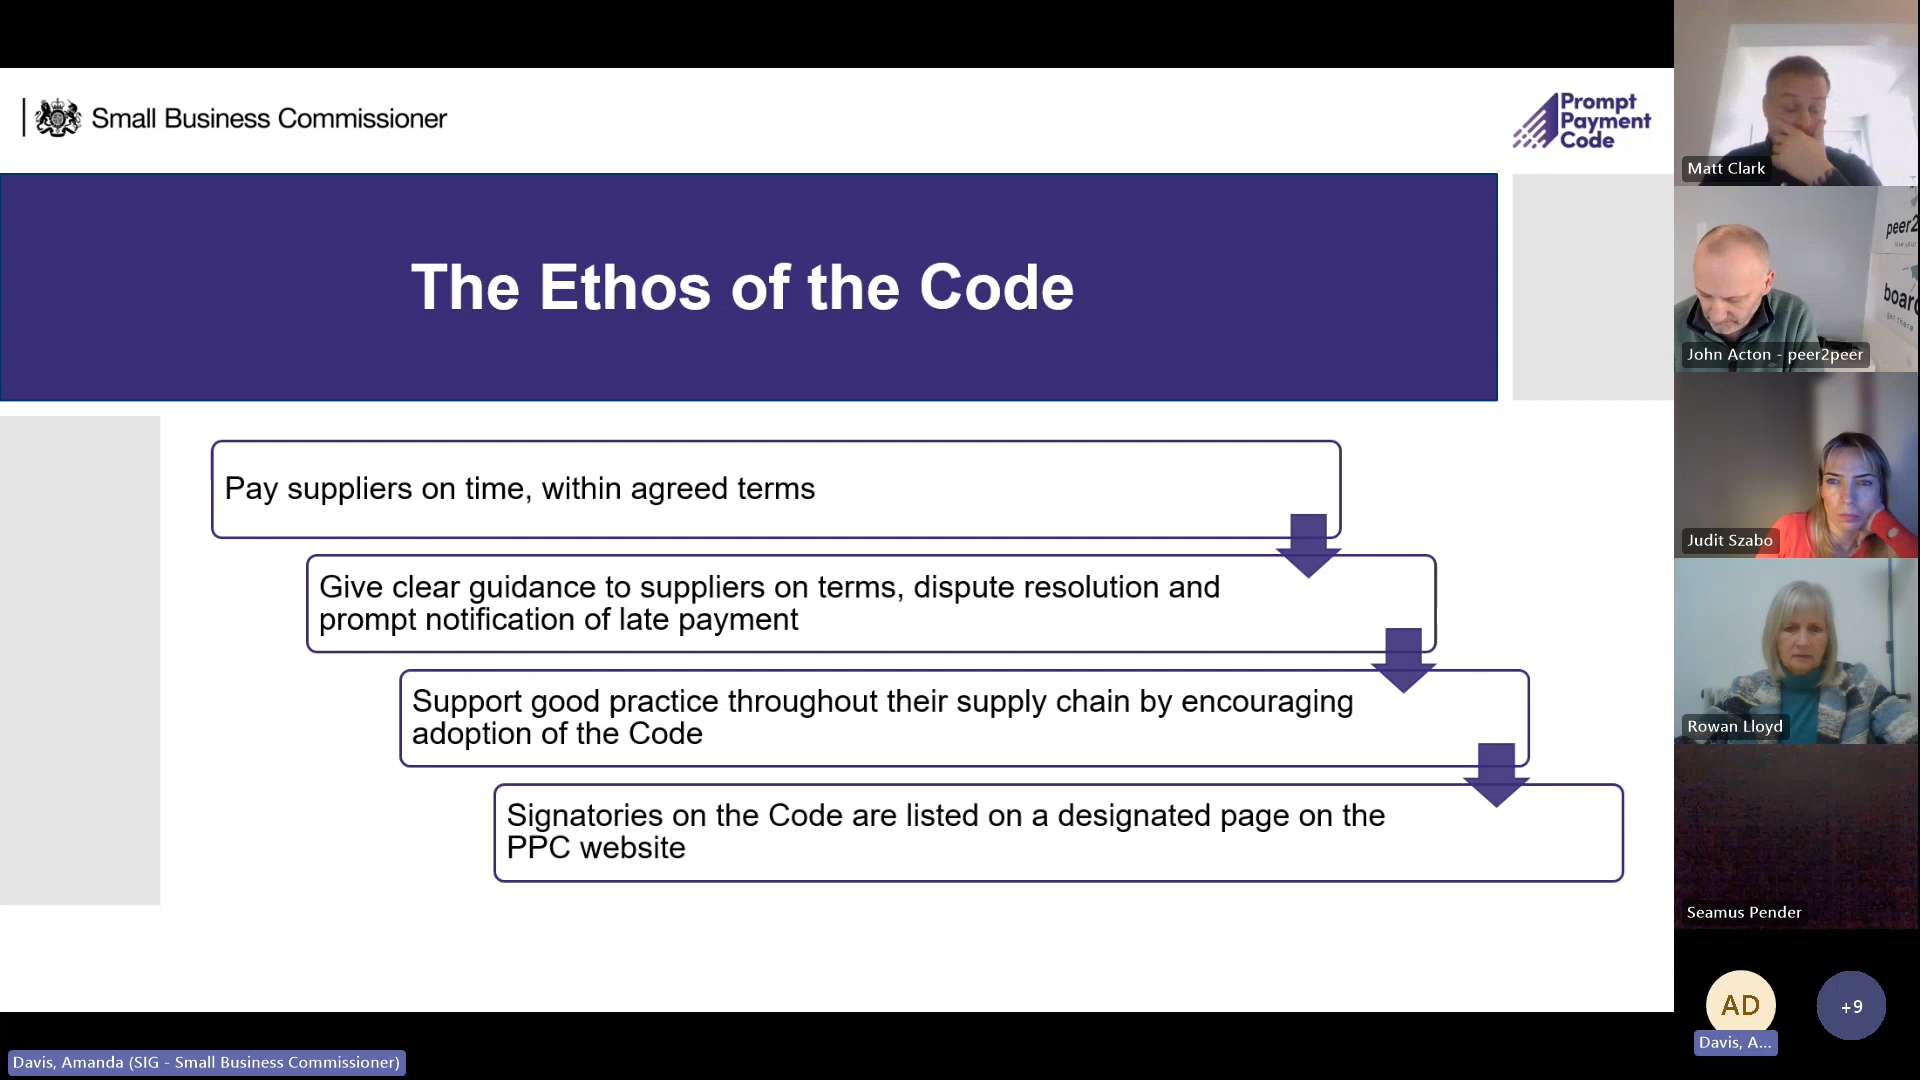 Small Business Commissioner
Prompt
Payment
Code
The Ethos of the Code
Pay suppliers on time, within agreed terms
Give clear guidance to suppliers on terms, dispute resolution and
prompt notification of late payment
Support good practice throughout their supply chain by encouraging
adoption of the Code
Signatories on the Code are listed on a designated page on the
PPC website
Matt Clark
peer2
John Acton - peer2peer
Judit Szabo
Rowan Lloyd
Seamus Pender
AD
+9
Davis, A...
Davis, Amanda (SIG - Small Business Commissioner)